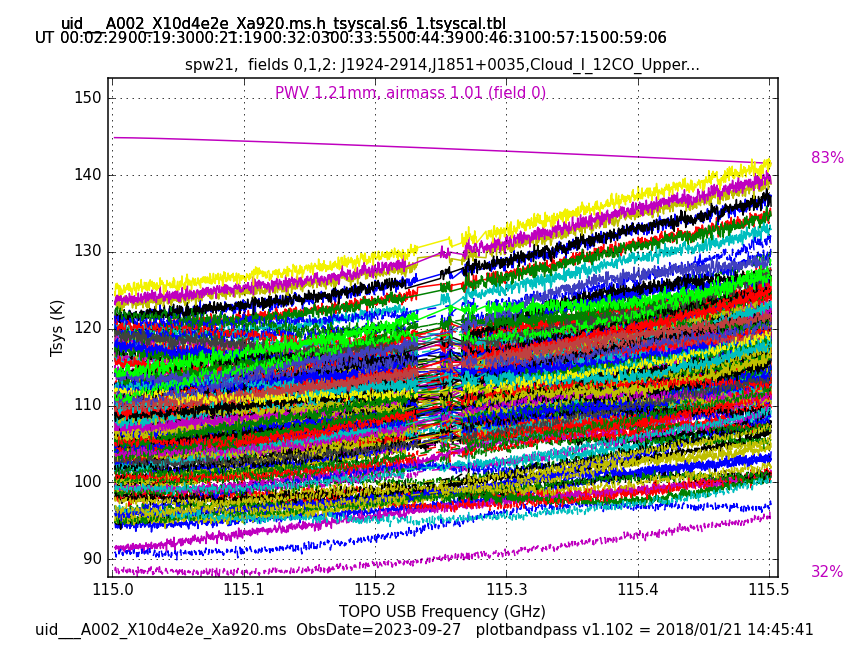 uid___A002_X10d4e2e_Xa920.ms.h_tsyscal.s6_1.tsyscal.tbl
UT 00:02:2900:19:3000:21:1900:32:0300:33:5500:44:3900:46:3100:57:1500:59:06
spw21,  fields 0,1,2: J1924-2914,J1851+0035,Cloud_I_12CO_Upper...
PWV 1.21mm, airmass 1.01 (field 0)
150
140
130
120
110
100
90
83%
32%
Tsys (K)
115.0 115.1 115.2 115.3 115.4 115.5
TOPO USB Frequency (GHz)
uid___A002_X10d4e2e_Xa920.ms  ObsDate=2023-09-27   plotbandpass v1.102 = 2018/01/21 14:45:41